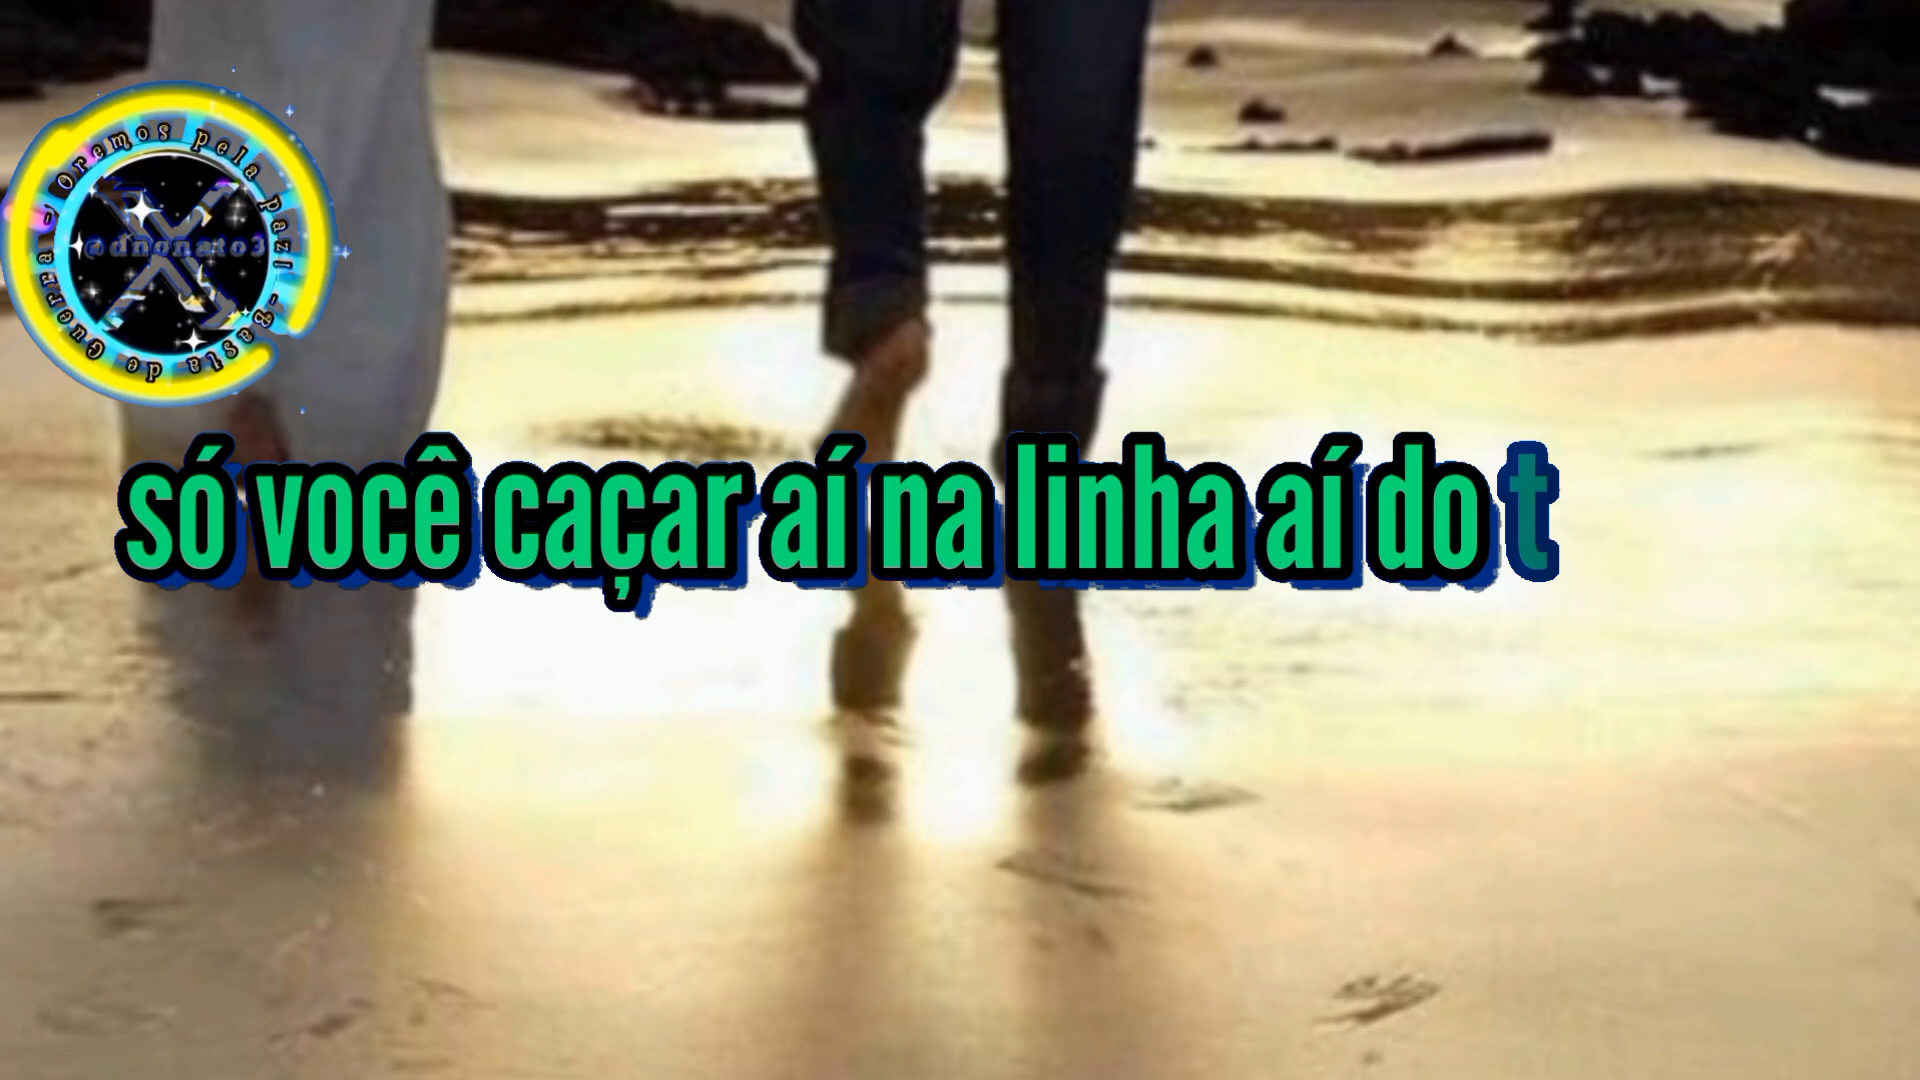 Oremos pela paz! - Basta de Guerra -
@dnonato3
só você caçar aí na linha aí do t